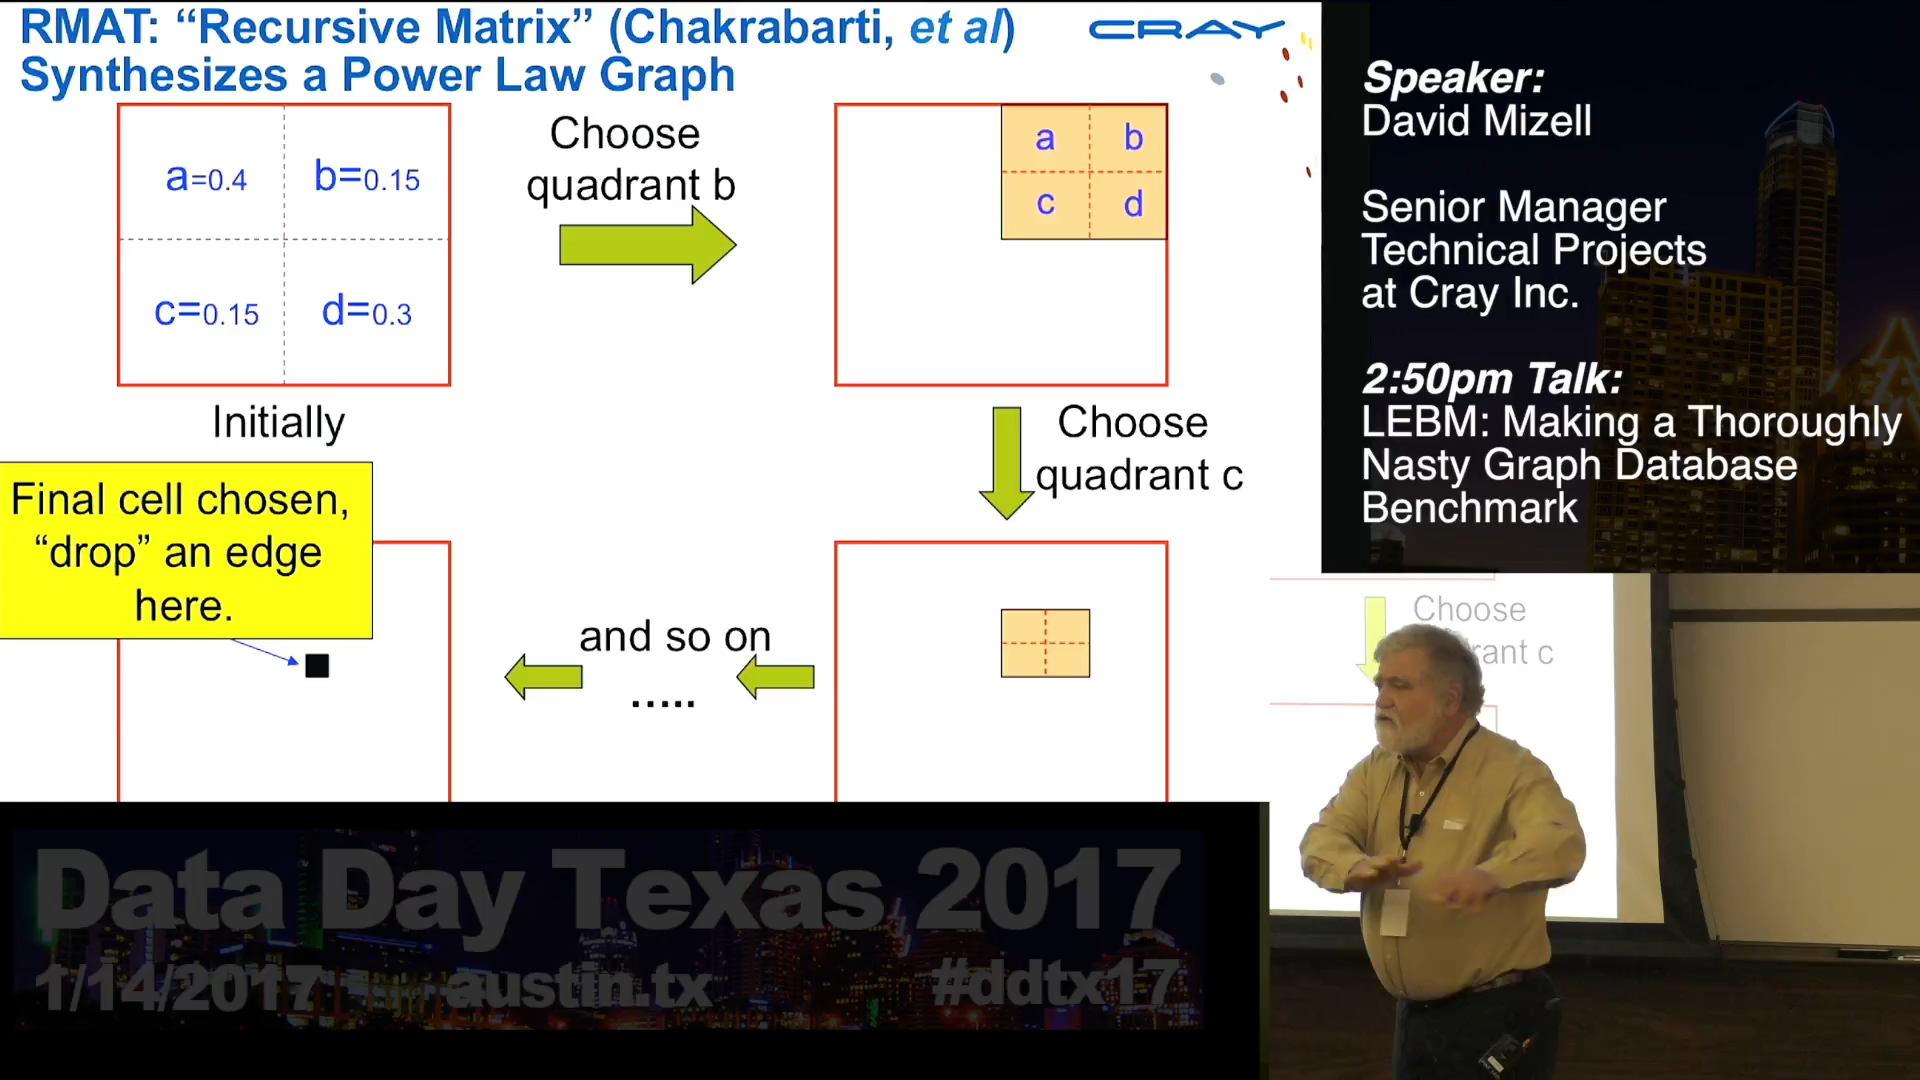 RMAT: “Recursive Matrix” (Chakrabarti, et al)
Synthesizes a Power Law Graph
CRAY
a=0.4
b=0.15
c=0.15
d=0.3
Initially
Choose
quadrant b
a
b
c
d
Choose
quadrant c
and so on
.....
Final cell chosen,
“drop” an edge
here.
Speaker:
David Mizell
Senior Manager
Technical Projects
at Cray Inc.
2:50pm Talk:
LEBM: Making a Thoroughly
Nasty Graph Database
Benchmark
Choose
rant c
Data Day Texas 2017
1/14/2017 austin.tx #ddtx17